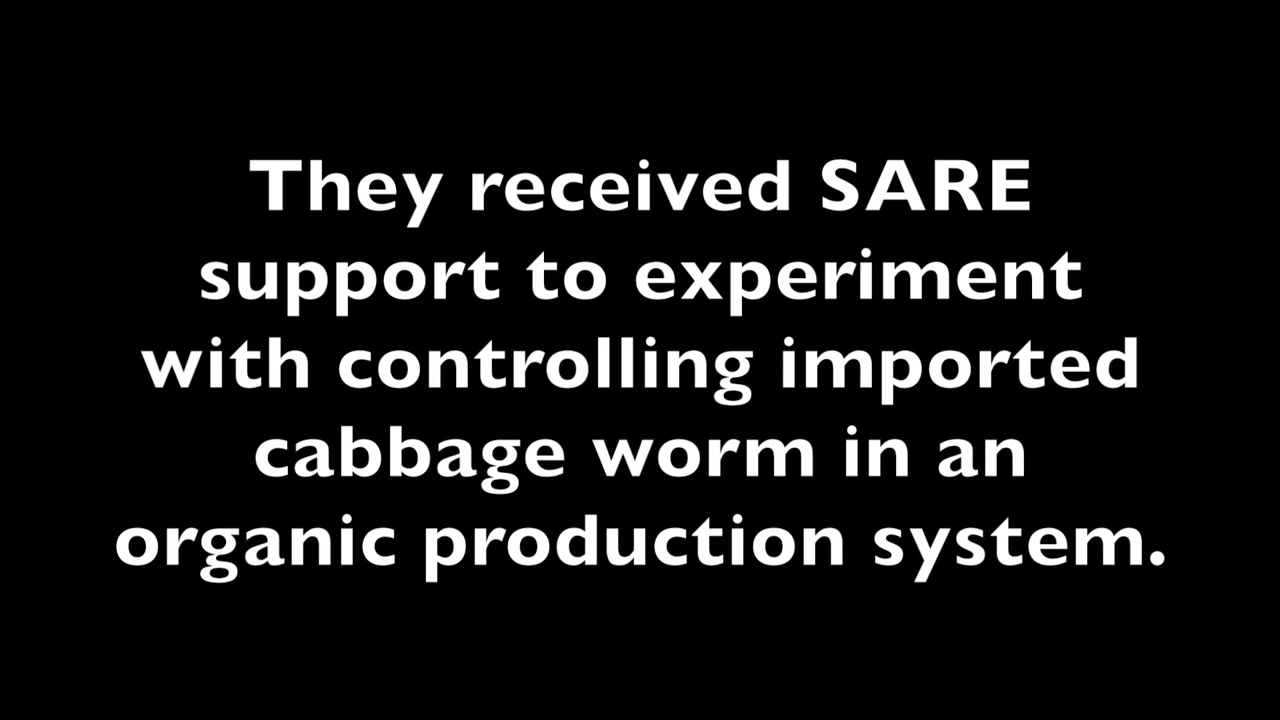 They received SARE
support to experiment
with controlling imported
cabbage worm in an
organic production system.